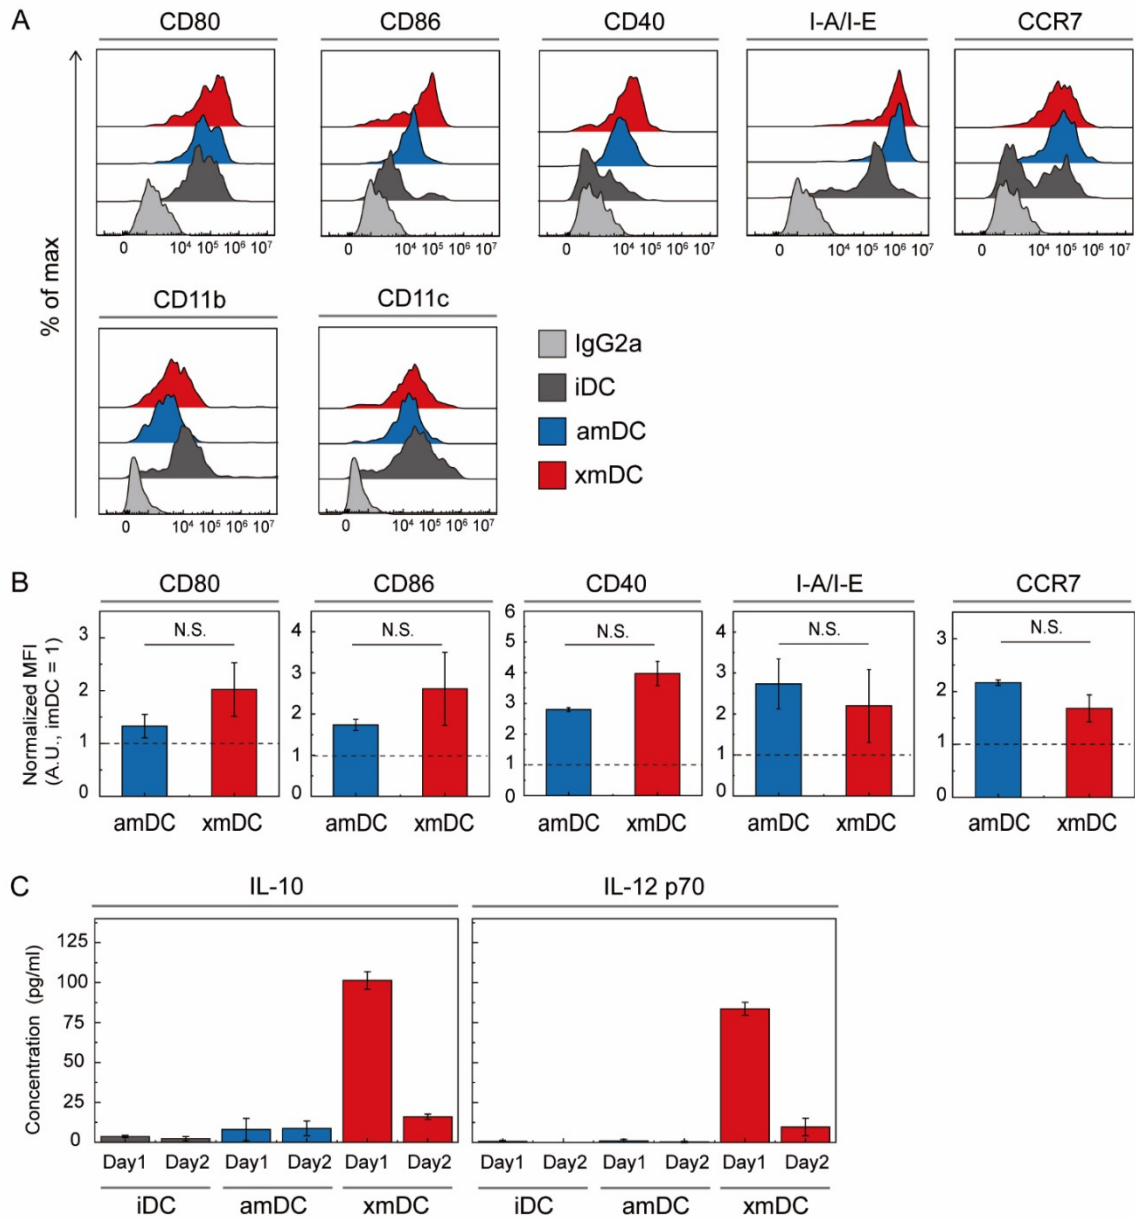 A
CD80 CD86 CD40 I-A/I-E CCR7
% of max
0 10⁴ 10⁵ 10⁶ 10⁷ 0 10⁴ 10⁵ 10⁶ 10⁷ 0 10⁴ 10⁵ 10⁶ 10⁷ 0 10⁴ 10⁵ 10⁶ 10⁷ 0 10⁴ 10⁵ 10⁶ 10⁷
CD11b CD11c
0 10⁴ 10⁵ 10⁶ 10⁷ 0 10⁴ 10⁵ 10⁶ 10⁷
IgG2a
iDC
amDC
xmDC
B
CD80 CD86 CD40 I-A/I-E CCR7
Normalized MFI
(A.U., imDC = 1)
3
2
1
0
N.S.
amDC xmDC
4
3
2
1
0
N.S.
amDC xmDC
6
5
4
3
2
1
0
N.S.
amDC xmDC
4
3
2
1
0
N.S.
amDC xmDC
3
2
1
0
N.S.
amDC xmDC
C
IL-10 IL-12 p70
Concentration (pg/ml)
125
100
75
50
25
0
Day1 Day2 Day1 Day2 Day1 Day2 Day1 Day2 Day1 Day2 Day1 Day2
iDC amDC xmDC iDC amDC xmDC